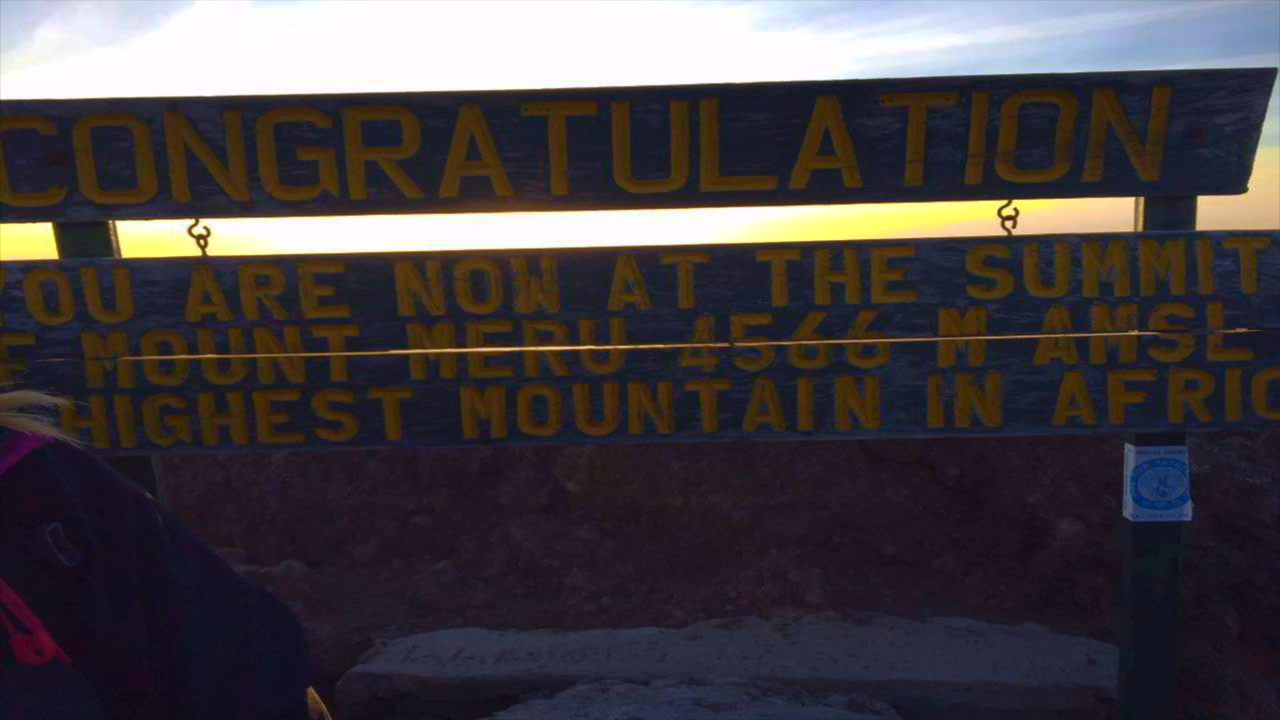 CONGRATULATION
YOU ARE NOW AT THE SUMMIT
F MOUNT MERU 4566 M AMSL
HIGHEST MOUNTAIN IN AFRIC